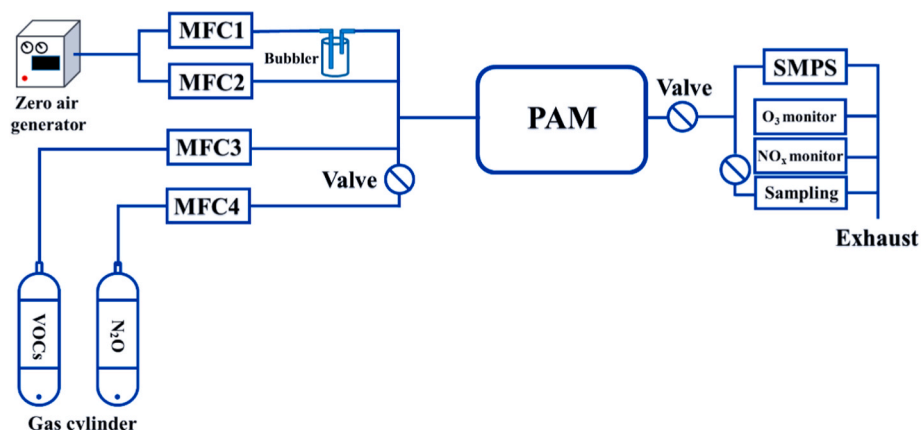 MFC1
Bubbler
MFC2
Zero air
generator
MFC3
Valve
MFC4
VOCs
N₂O
Gas cylinder
PAM
Valve
SMPS
O₃ monitor
NOₓ monitor
Sampling
Exhaust